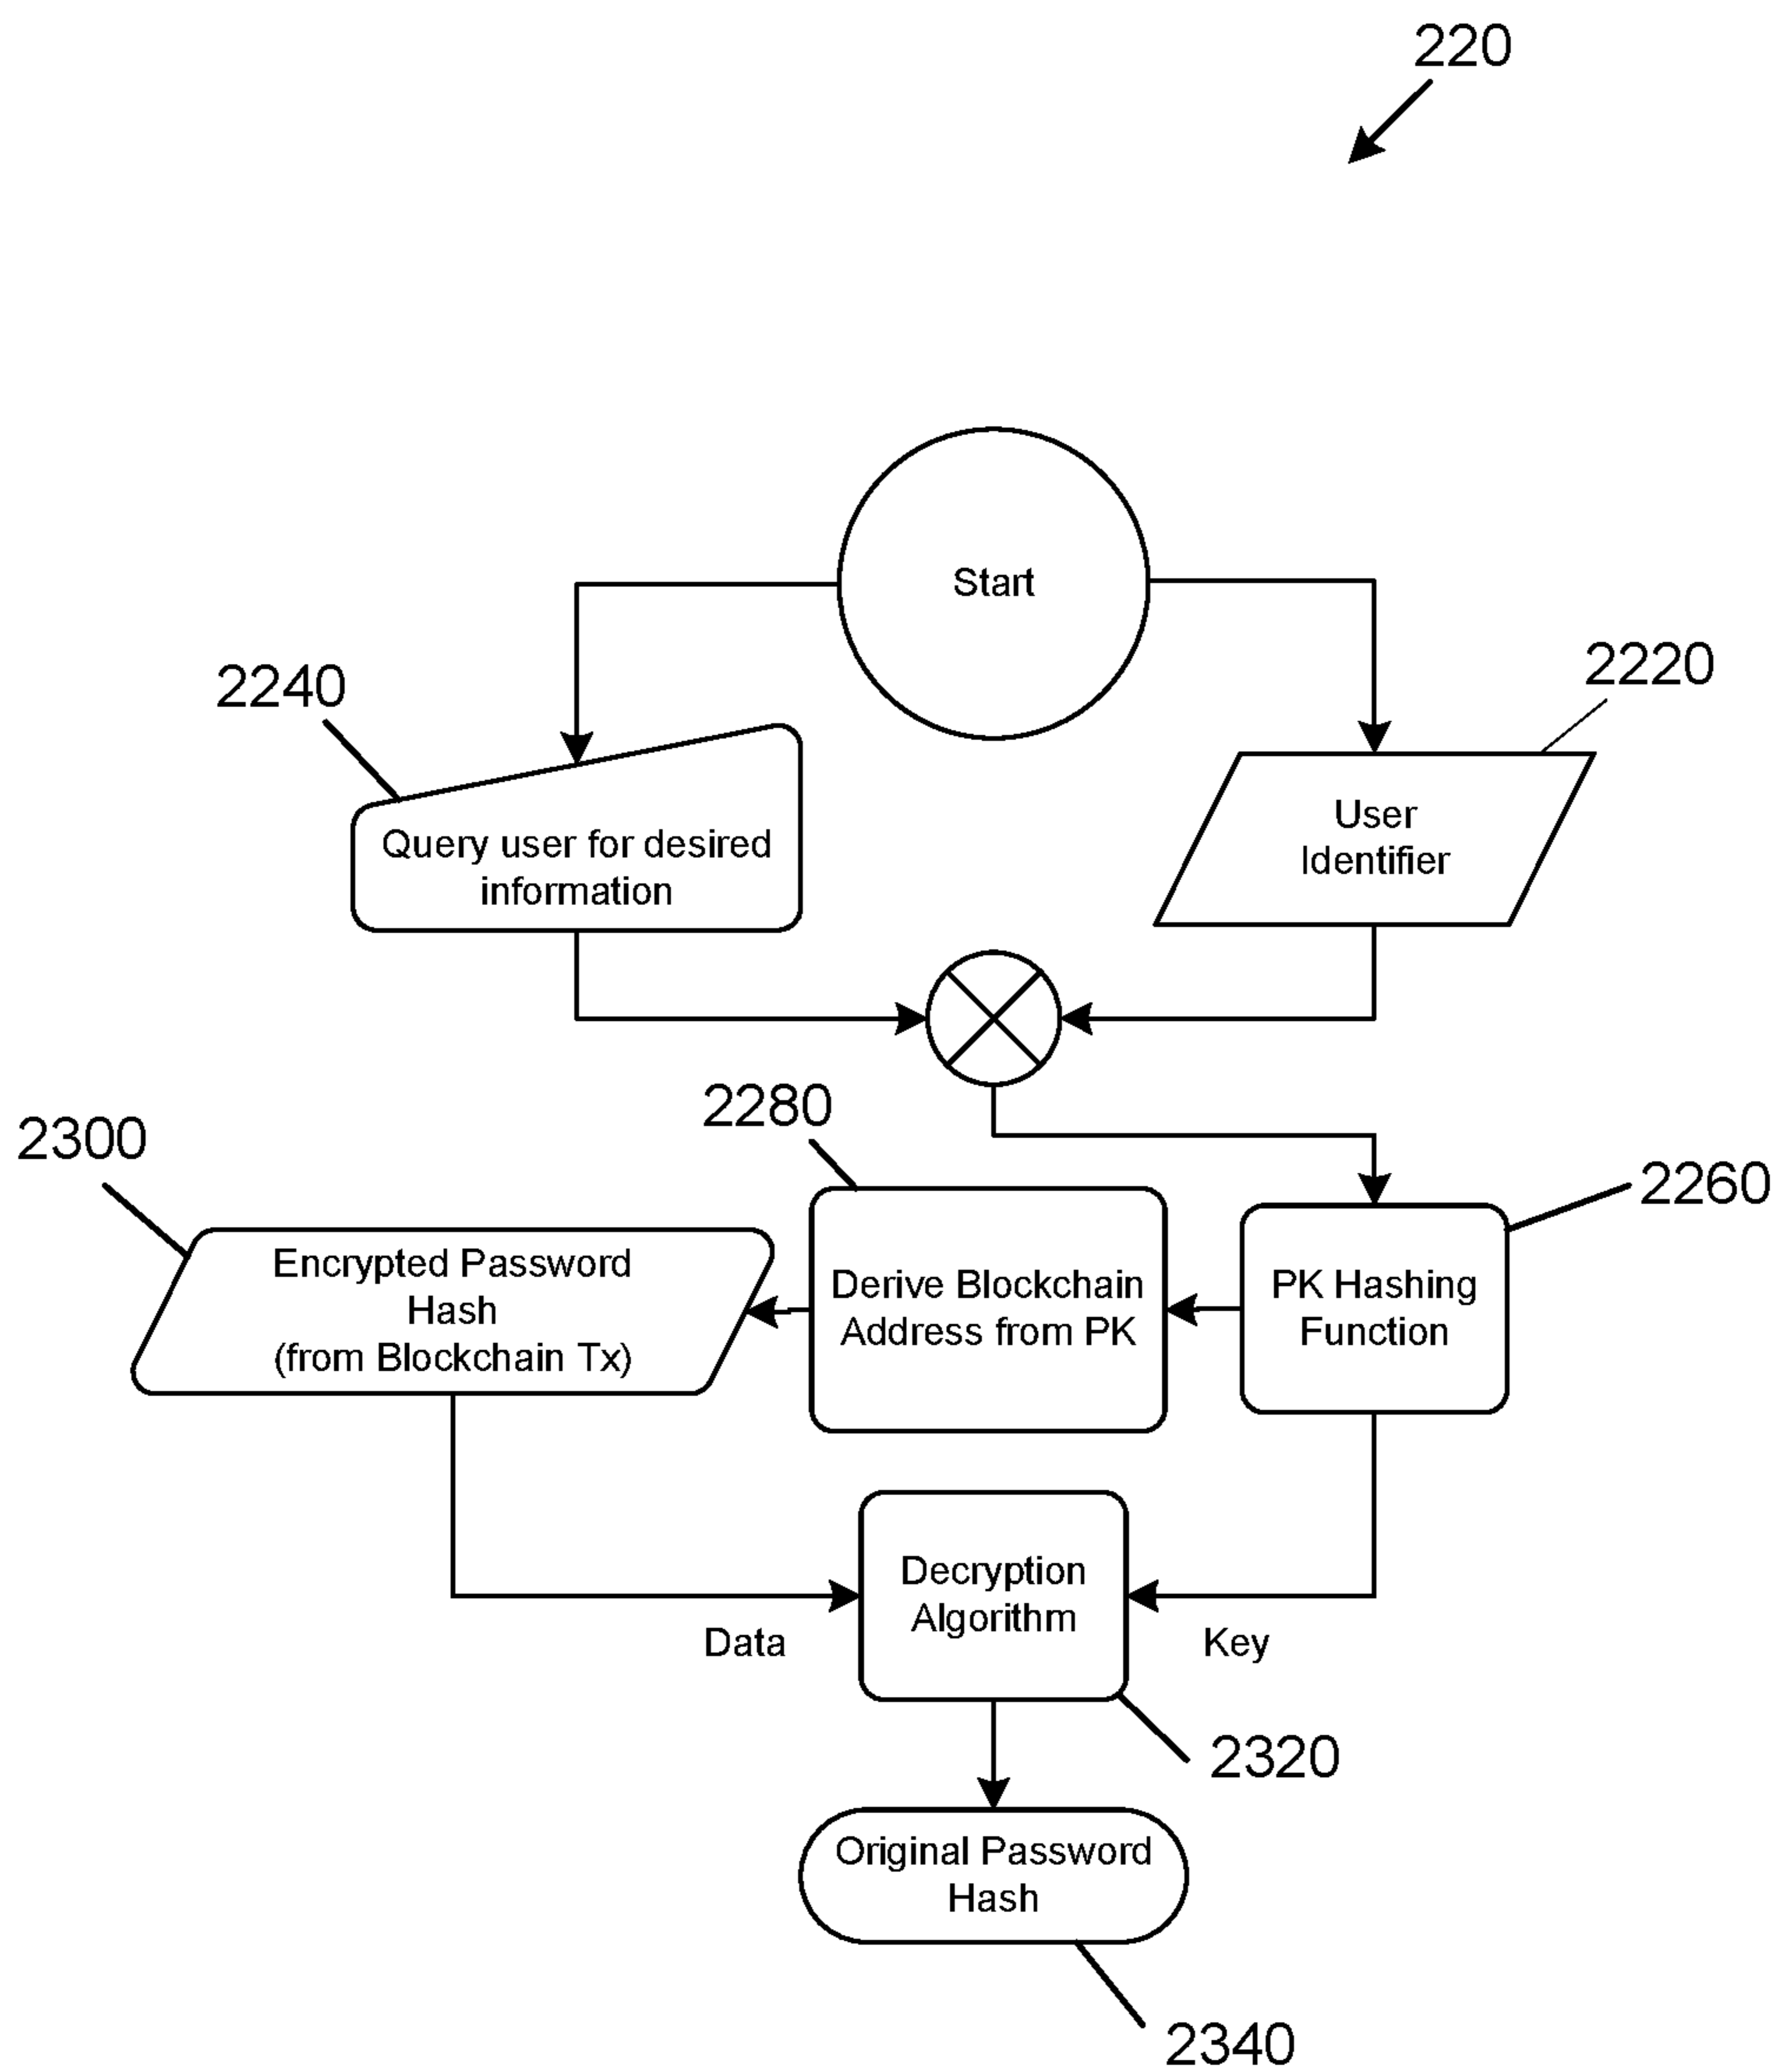 220
Start
2240
2220
Query user for desired
information
User
Identifier
2280
2300
2260
Encrypted Password
Hash
(from Blockchain Tx)
Derive Blockchain
Address from PK
PK Hashing
Function
Decryption
Algorithm
Data
Key
2320
Original Password
Hash
2340